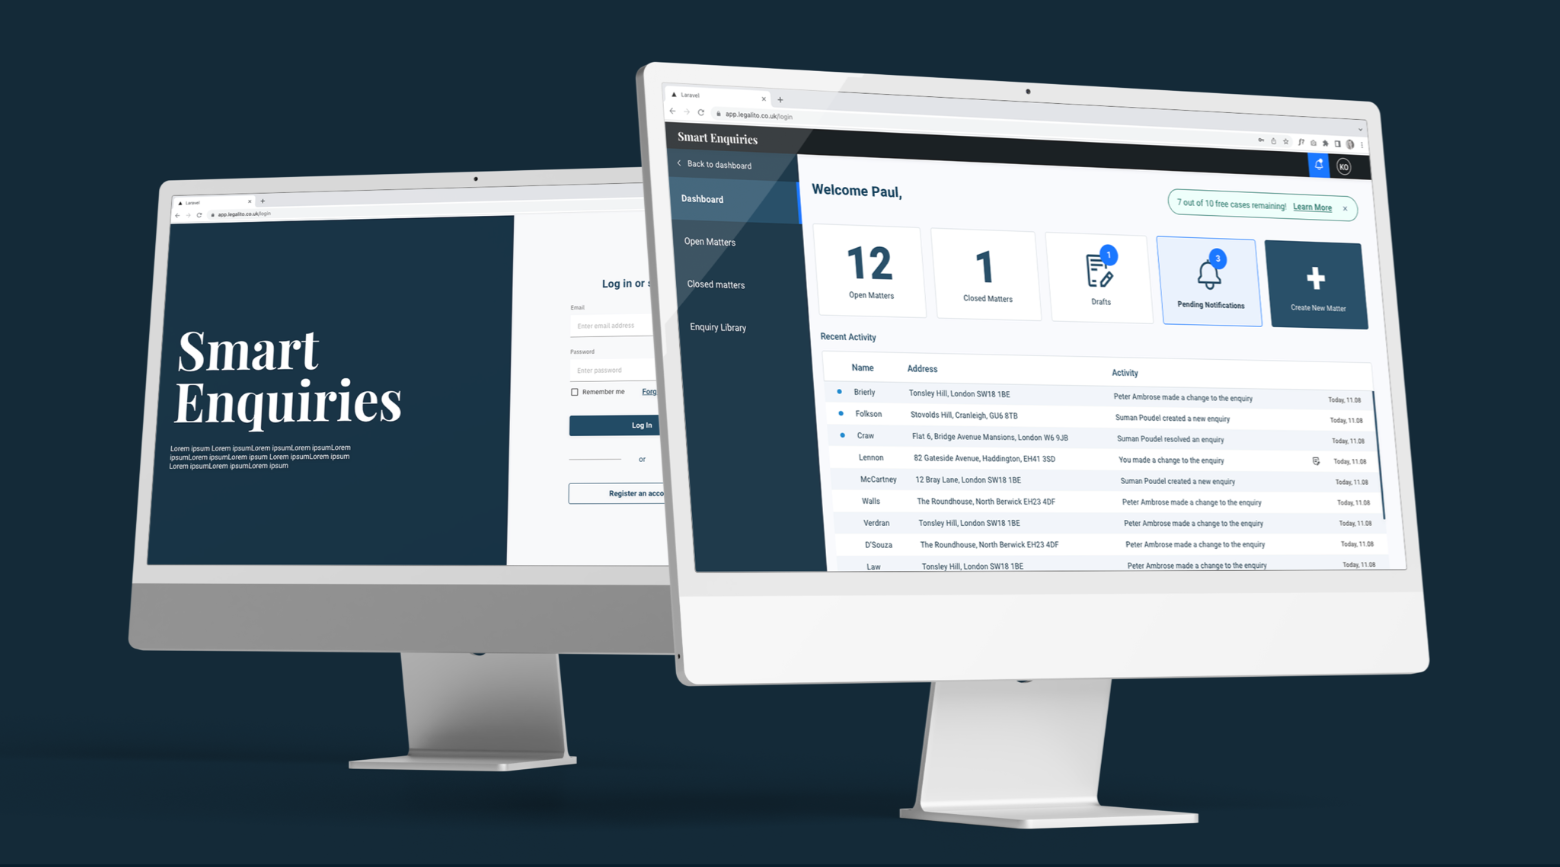 Laravel
app.legalito.co.uk/login
Smart
Enquiries
Lorem ipsum Lorem ipsumLorem ipsumLorem ipsumLorem
ipsumLorem ipsumLorem ipsum Lorem ipsumLorem ipsum
Lorem ipsumLorem ipsumLorem ipsum
Log in or
Email
Enter email address
Password
Enter password
Remember me
Forg
Log In
or
Register an acco
Laravel
app.legalito.co.uk/login
Smart Enquiries
KO
Back to dashboard
Dashboard
Open Matters
Closed matters
Enquiry Library
Welcome Paul,
7 out of 10 free cases remaining! Learn More ×
12
Open Matters
1
Closed Matters
1
Drafts
3
Pending Notifications
Create New Matter
Recent Activity
Name Address Activity
Brierly Tonsley Hill, London SW18 1BE Peter Ambrose made a change to the enquiry Today, 11.08
Folkson Stovolds Hill, Cranleigh, GU6 8TB Suman Poudel created a new enquiry Today, 11.08
Craw Flat 6, Bridge Avenue Mansions, London W6 9JB Suman Poudel resolved an enquiry Today, 11.08
Lennon 82 Gateside Avenue, Haddington, EH41 3SD You made a change to the enquiry Today, 11.08
McCartney 12 Bray Lane, London SW18 1BE Suman Poudel created a new enquiry Today, 11.08
Walls The Roundhouse, North Berwick EH23 4DF Peter Ambrose made a change to the enquiry Today, 11.08
Verdran Tonsley Hill, London SW18 1BE Peter Ambrose made a change to the enquiry Today, 11.08
D'Souza The Roundhouse, North Berwick EH23 4DF Peter Ambrose made a change to the enquiry Today, 11.08
Law Tonsley Hill, London SW18 1BE Peter Ambrose made a change to the enquiry Today, 11.08